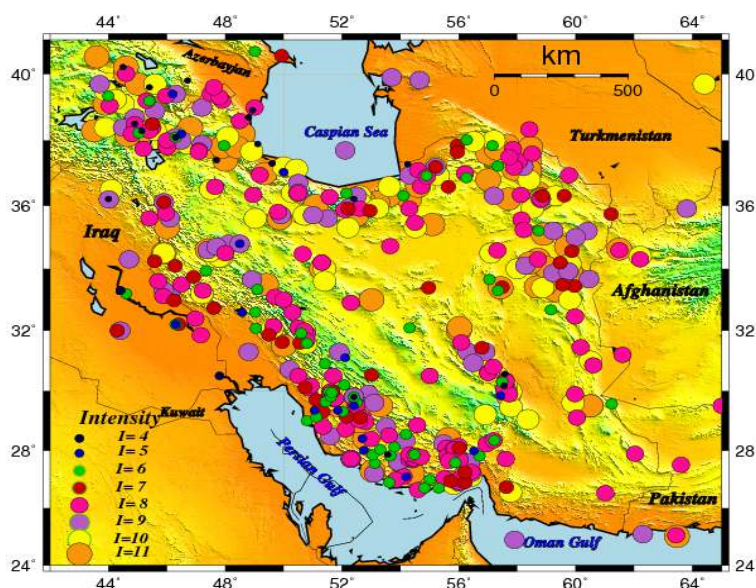 44° 48° 52° 56° 60° 64°
40° 40°
36° 36°
32° 32°
28° 28°
24° 24°
44° 48° 52° 56° 60° 64°
Azerbayjan
km
0 500
Caspian Sea
Turkmenistan
Iraq
Afghanistan
Kuwait
Persian Gulf
Pakistan
Oman Gulf
Intensity
I= 4
I= 5
I= 6
I= 7
I= 8
I= 9
I=10
I=11